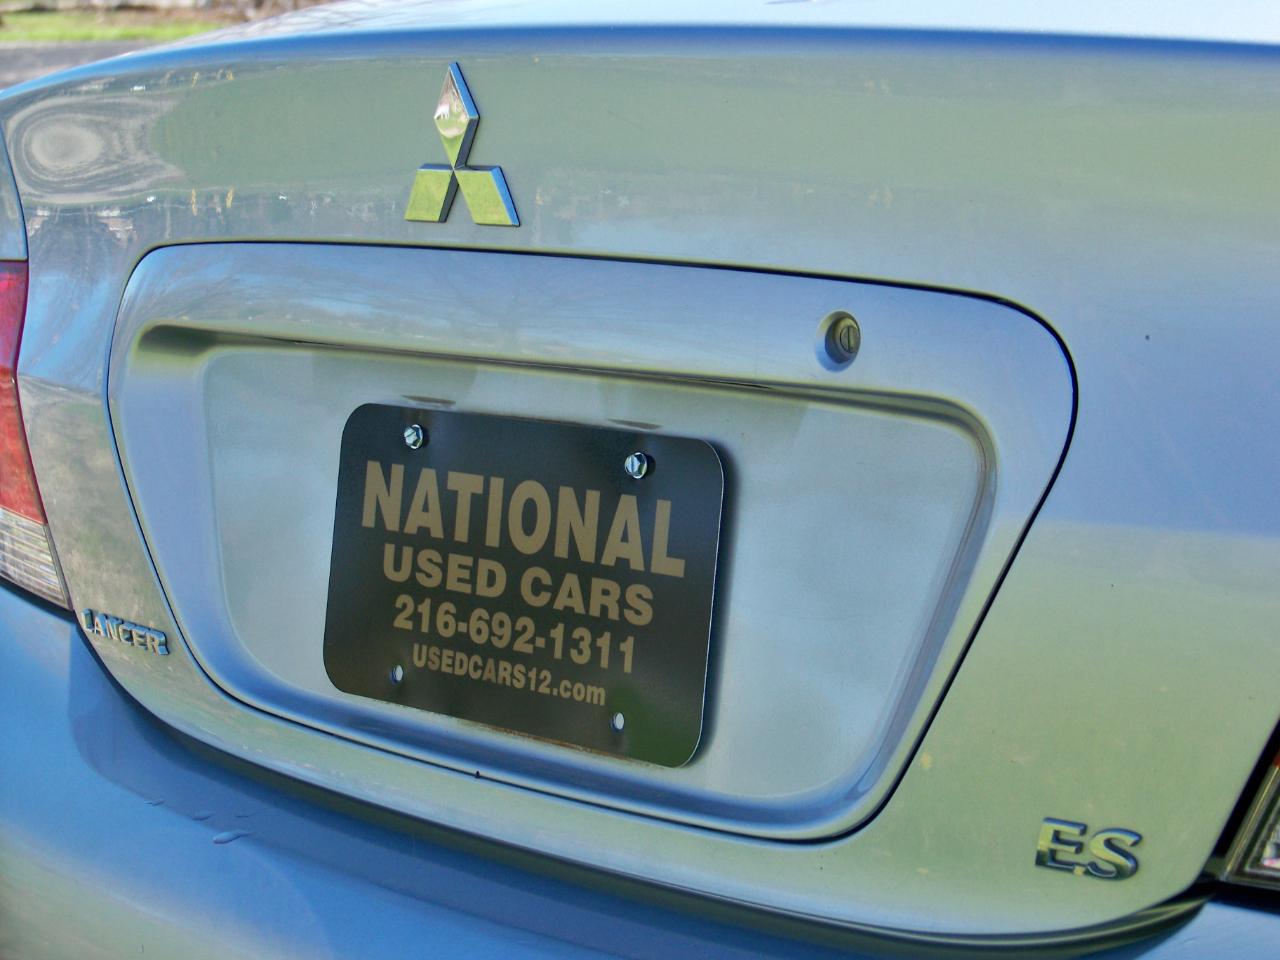 NATIONAL
USED CARS
216-692-1311
USEDCARS12.com
LANCER
ES